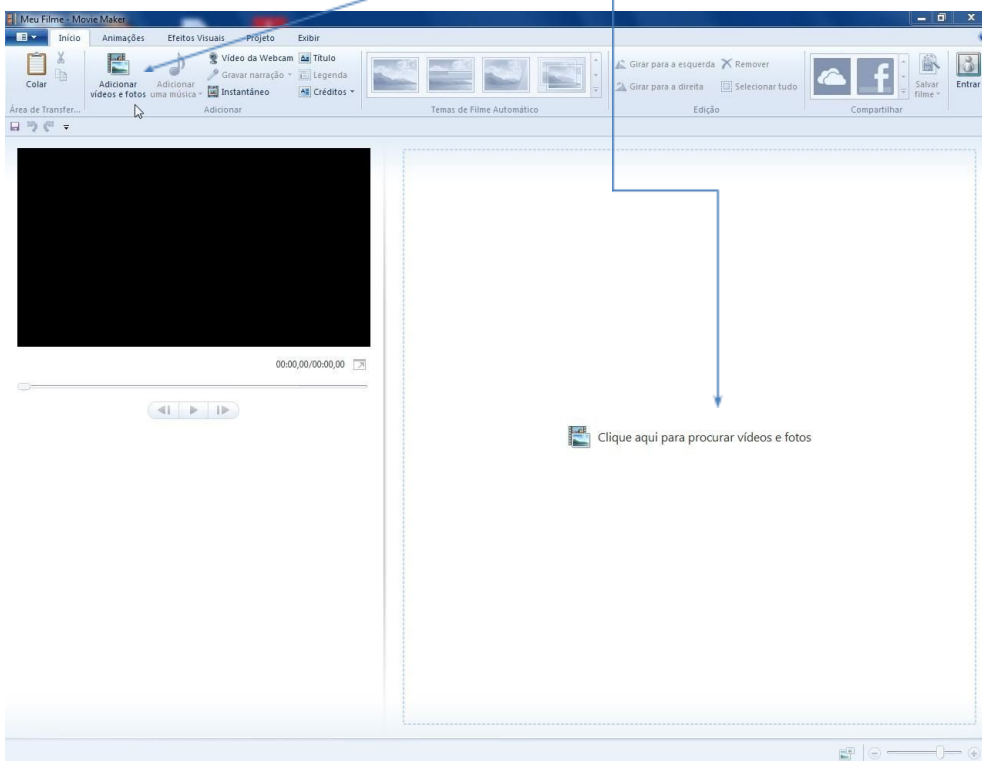 Meu Filme - Movie Maker
Início Animações Efeitos Visuais Projeto Exibir
Colar
Adicionar vídeos e fotos
Adicionar uma música
Vídeo da Webcam
Gravar narração
Instantâneo
Título
Legenda
Créditos
Girar para a esquerda
Girar para a direita
Remover
Selecionar tudo
Salvar filme
Entrar
Área de Transfer...
Adicionar
Temas de Filme Automático
Edição
Compartilhar
00:00,00/00:00,00
Clique aqui para procurar vídeos e fotos